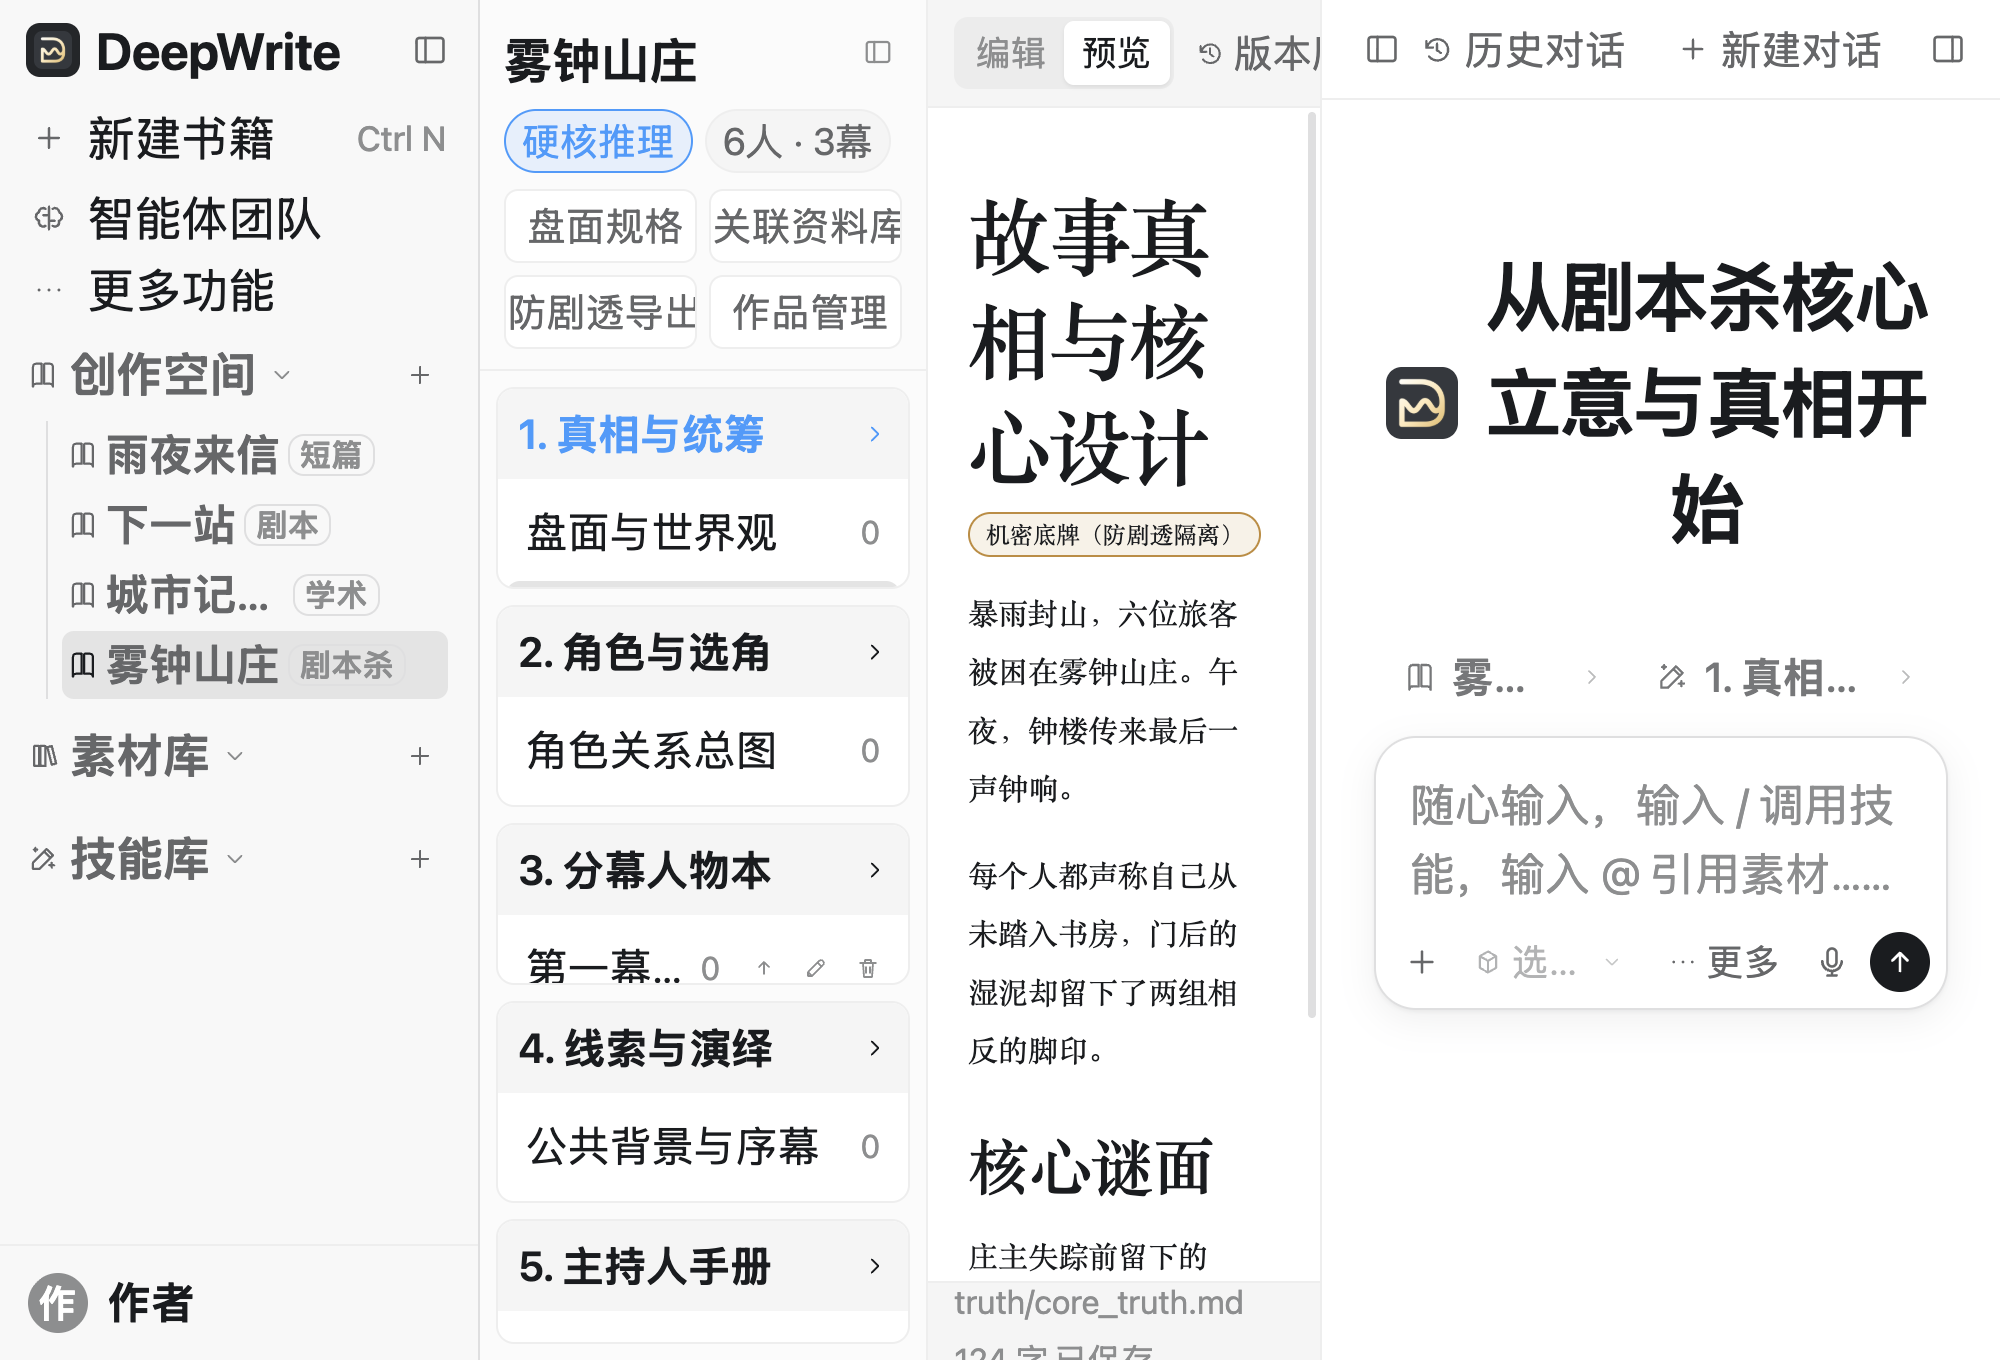 DeepWrite
新建书籍 Ctrl N
智能体团队
更多功能
创作空间
雨夜来信 短篇
下一站 剧本
城市记... 学术
雾钟山庄 剧本杀
素材库
技能库
作 作者
雾钟山庄
硬核推理 6人 · 3幕
盘面规格 关联资料库
防剧透导出 作品管理
1. 真相与统筹
盘面与世界观 0
2. 角色与选角
角色关系总图 0
3. 分幕人物本
第一幕... 0
4. 线索与演绎
公共背景与序幕 0
5. 主持人手册
编辑 预览 版本
故事真
相与核
心设计
机密底牌（防剧透隔离）
暴雨封山，六位旅客
被困在雾钟山庄。午
夜，钟楼传来最后一
声钟响。
每个人都声称自己从
未踏入书房，门后的
湿泥却留下了两组相
反的脚印。
核心谜面
庄主失踪前留下的
truth/core_truth.md
124 字 已保存
历史对话 新建对话
从剧本杀核心
立意与真相开
始
雾... 1. 真相...
随心输入，输入 / 调用技
能，输入 @ 引用素材......
选... 更多